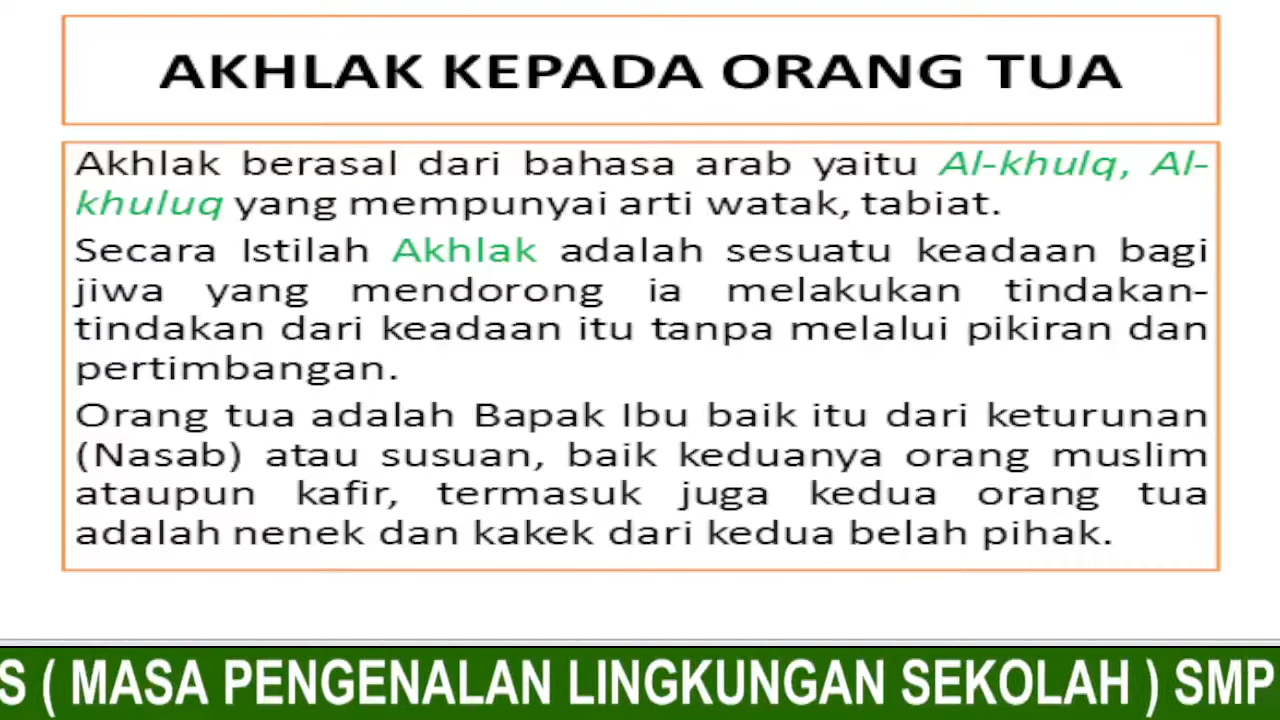 AKHLAK KEPADA ORANG TUA
Akhlak berasal dari bahasa arab yaitu Al-khulq, Al-
khuluq yang mempunyai arti watak, tabiat.
Secara Istilah Akhlak adalah sesuatu keadaan bagi
jiwa yang mendorong ia melakukan tindakan-
tindakan dari keadaan itu tanpa melalui pikiran dan
pertimbangan.
Orang tua adalah Bapak Ibu baik itu dari keturunan
(Nasab) atau susuan, baik keduanya orang muslim
ataupun kafir, termasuk juga kedua orang tua
adalah nenek dan kakek dari kedua belah pihak.
S ( MASA PENGENALAN LINGKUNGAN SEKOLAH ) SMP